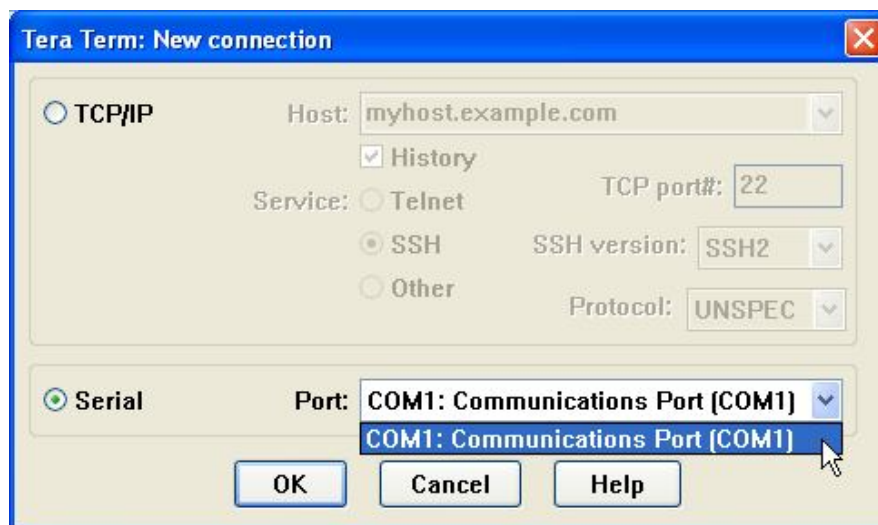 Tera Term: New connection
TCP/IP
Host: myhost.example.com
History
Service: Telnet
TCP port#: 22
SSH
SSH version: SSH2
Other
Protocol: UNSPEC
Serial
Port: COM1: Communications Port (COM1)
COM1: Communications Port (COM1)
OK
Cancel
Help